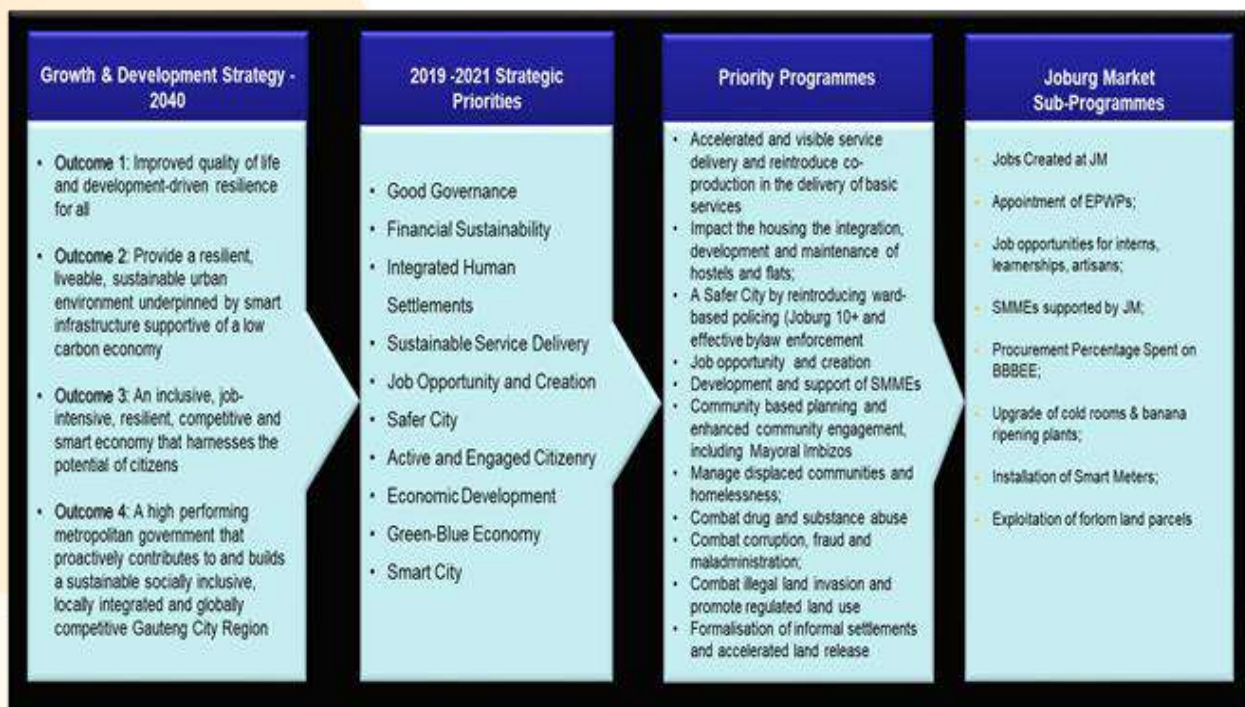 Growth & Development Strategy -
2040
• Outcome 1: Improved quality of life
and development-driven resilience
for all
• Outcome 2: Provide a resilient,
liveable, sustainable urban
environment underpinned by smart
infrastructure supportive of a low
carbon economy
• Outcome 3: An inclusive, job-
intensive, resilient, competitive and
smart economy that harnesses the
potential of citizens
• Outcome 4: A high performing
metropolitan government that
proactively contributes to and builds
a sustainable socially inclusive,
locally integrated and globally
competitive Gauteng City Region
2019 -2021 Strategic
Priorities
• Good Governance
• Financial Sustainability
• Integrated Human
Settlements
• Sustainable Service Delivery
• Job Opportunity and Creation
• Safer City
• Active and Engaged Citizenry
• Economic Development
• Green-Blue Economy
• Smart City
Priority Programmes
• Accelerated and visible service
delivery and reintroduce co-
production in the delivery of basic
services
• Impact the housing the integration,
development and maintenance of
hostels and flats;
• A Safer City by reintroducing ward-
based policing (Joburg 10+ and
effective bylaw enforcement
• Job opportunity and creation
• Development and support of SMMEs
• Community based planning and
enhanced community engagement,
including Mayoral Imbizos
• Manage displaced communities and
homelessness;
• Combat drug and substance abuse
• Combat corruption, fraud and
maladministration;
• Combat illegal land invasion and
promote regulated land use
• Formalisation of informal settlements
and accelerated land release
Joburg Market
Sub-Programmes
• Jobs Created at JM
• Appointment of EPWPs;
• Job opportunities for interns,
learnerships, artisans;
• SMMEs supported by JM;
• Procurement Percentage Spent on
BBBEE;
• Upgrade of cold rooms & banana
ripening plants;
• Installation of Smart Meters;
• Exploitation of forlorn land parcels